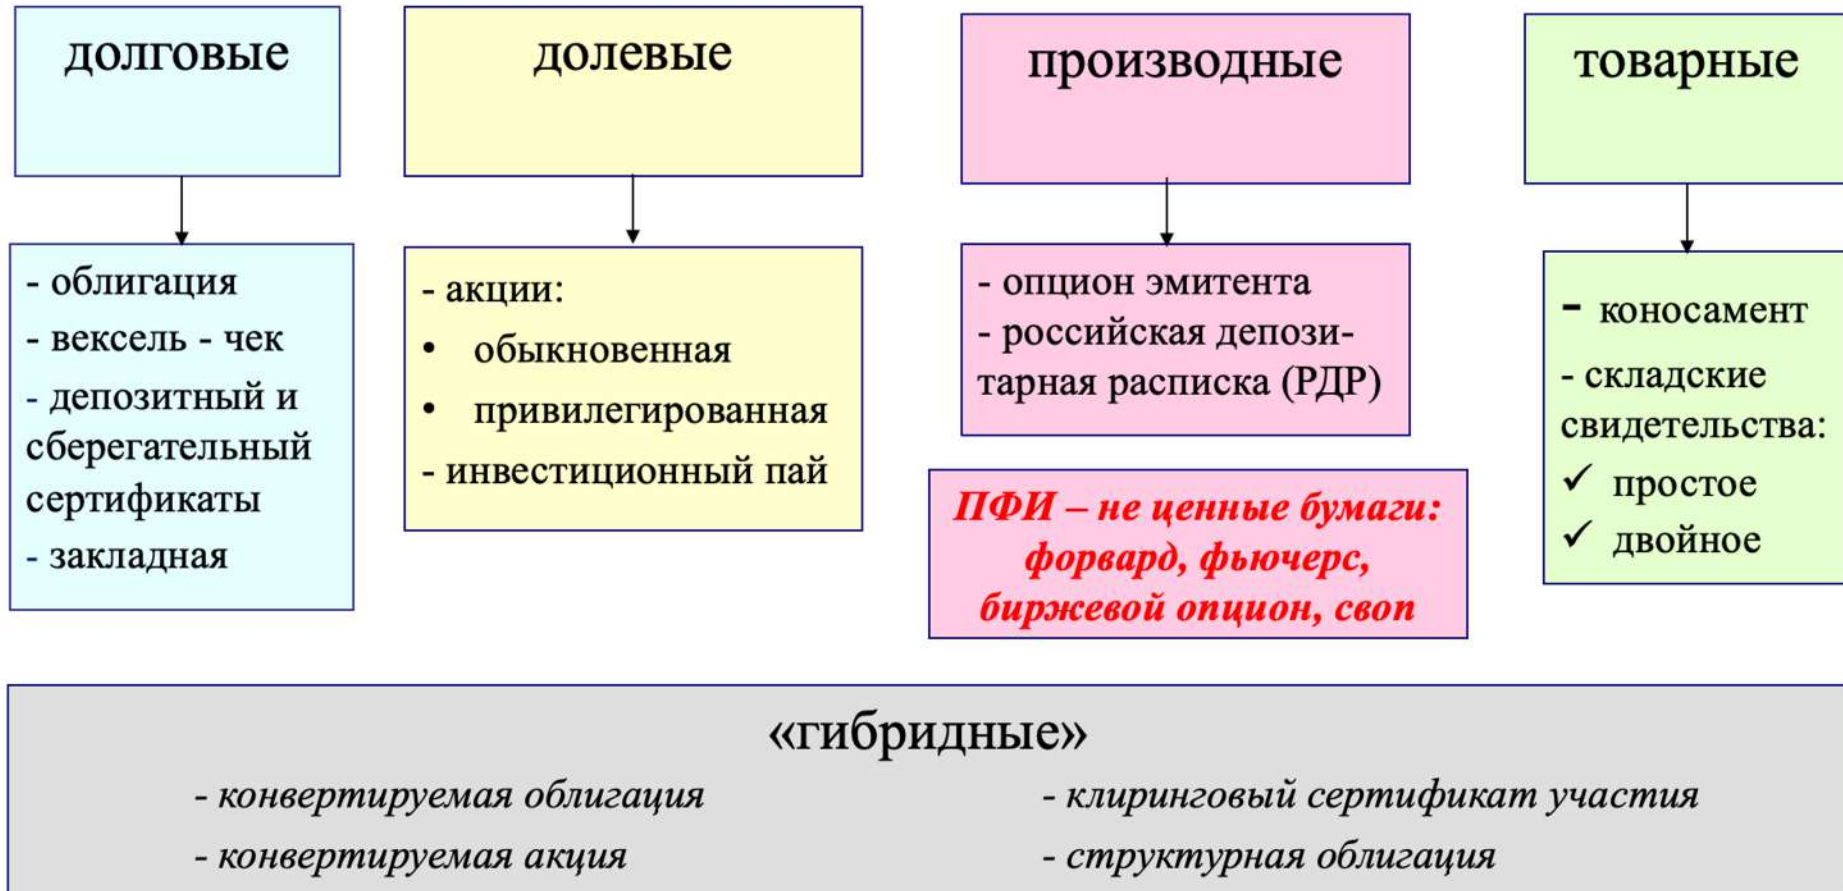 долговые
- облигация
- вексель - чек
- депозитный и
сберегательный
сертификаты
- закладная
долевые
- акции:
• обыкновенная
• привилегированная
- инвестиционный пай
производные
- опцион эмитента
- российская депози-
тарная расписка (РДР)
ПФИ – не ценные бумаги:
форвард, фьючерс,
биржевой опцион, своп
товарные
- коносамент
- складские
свидетельства:
✓ простое
✓ двойное
«гибридные»
- конвертируемая облигация
- конвертируемая акция
- клиринговый сертификат участия
- структурная облигация